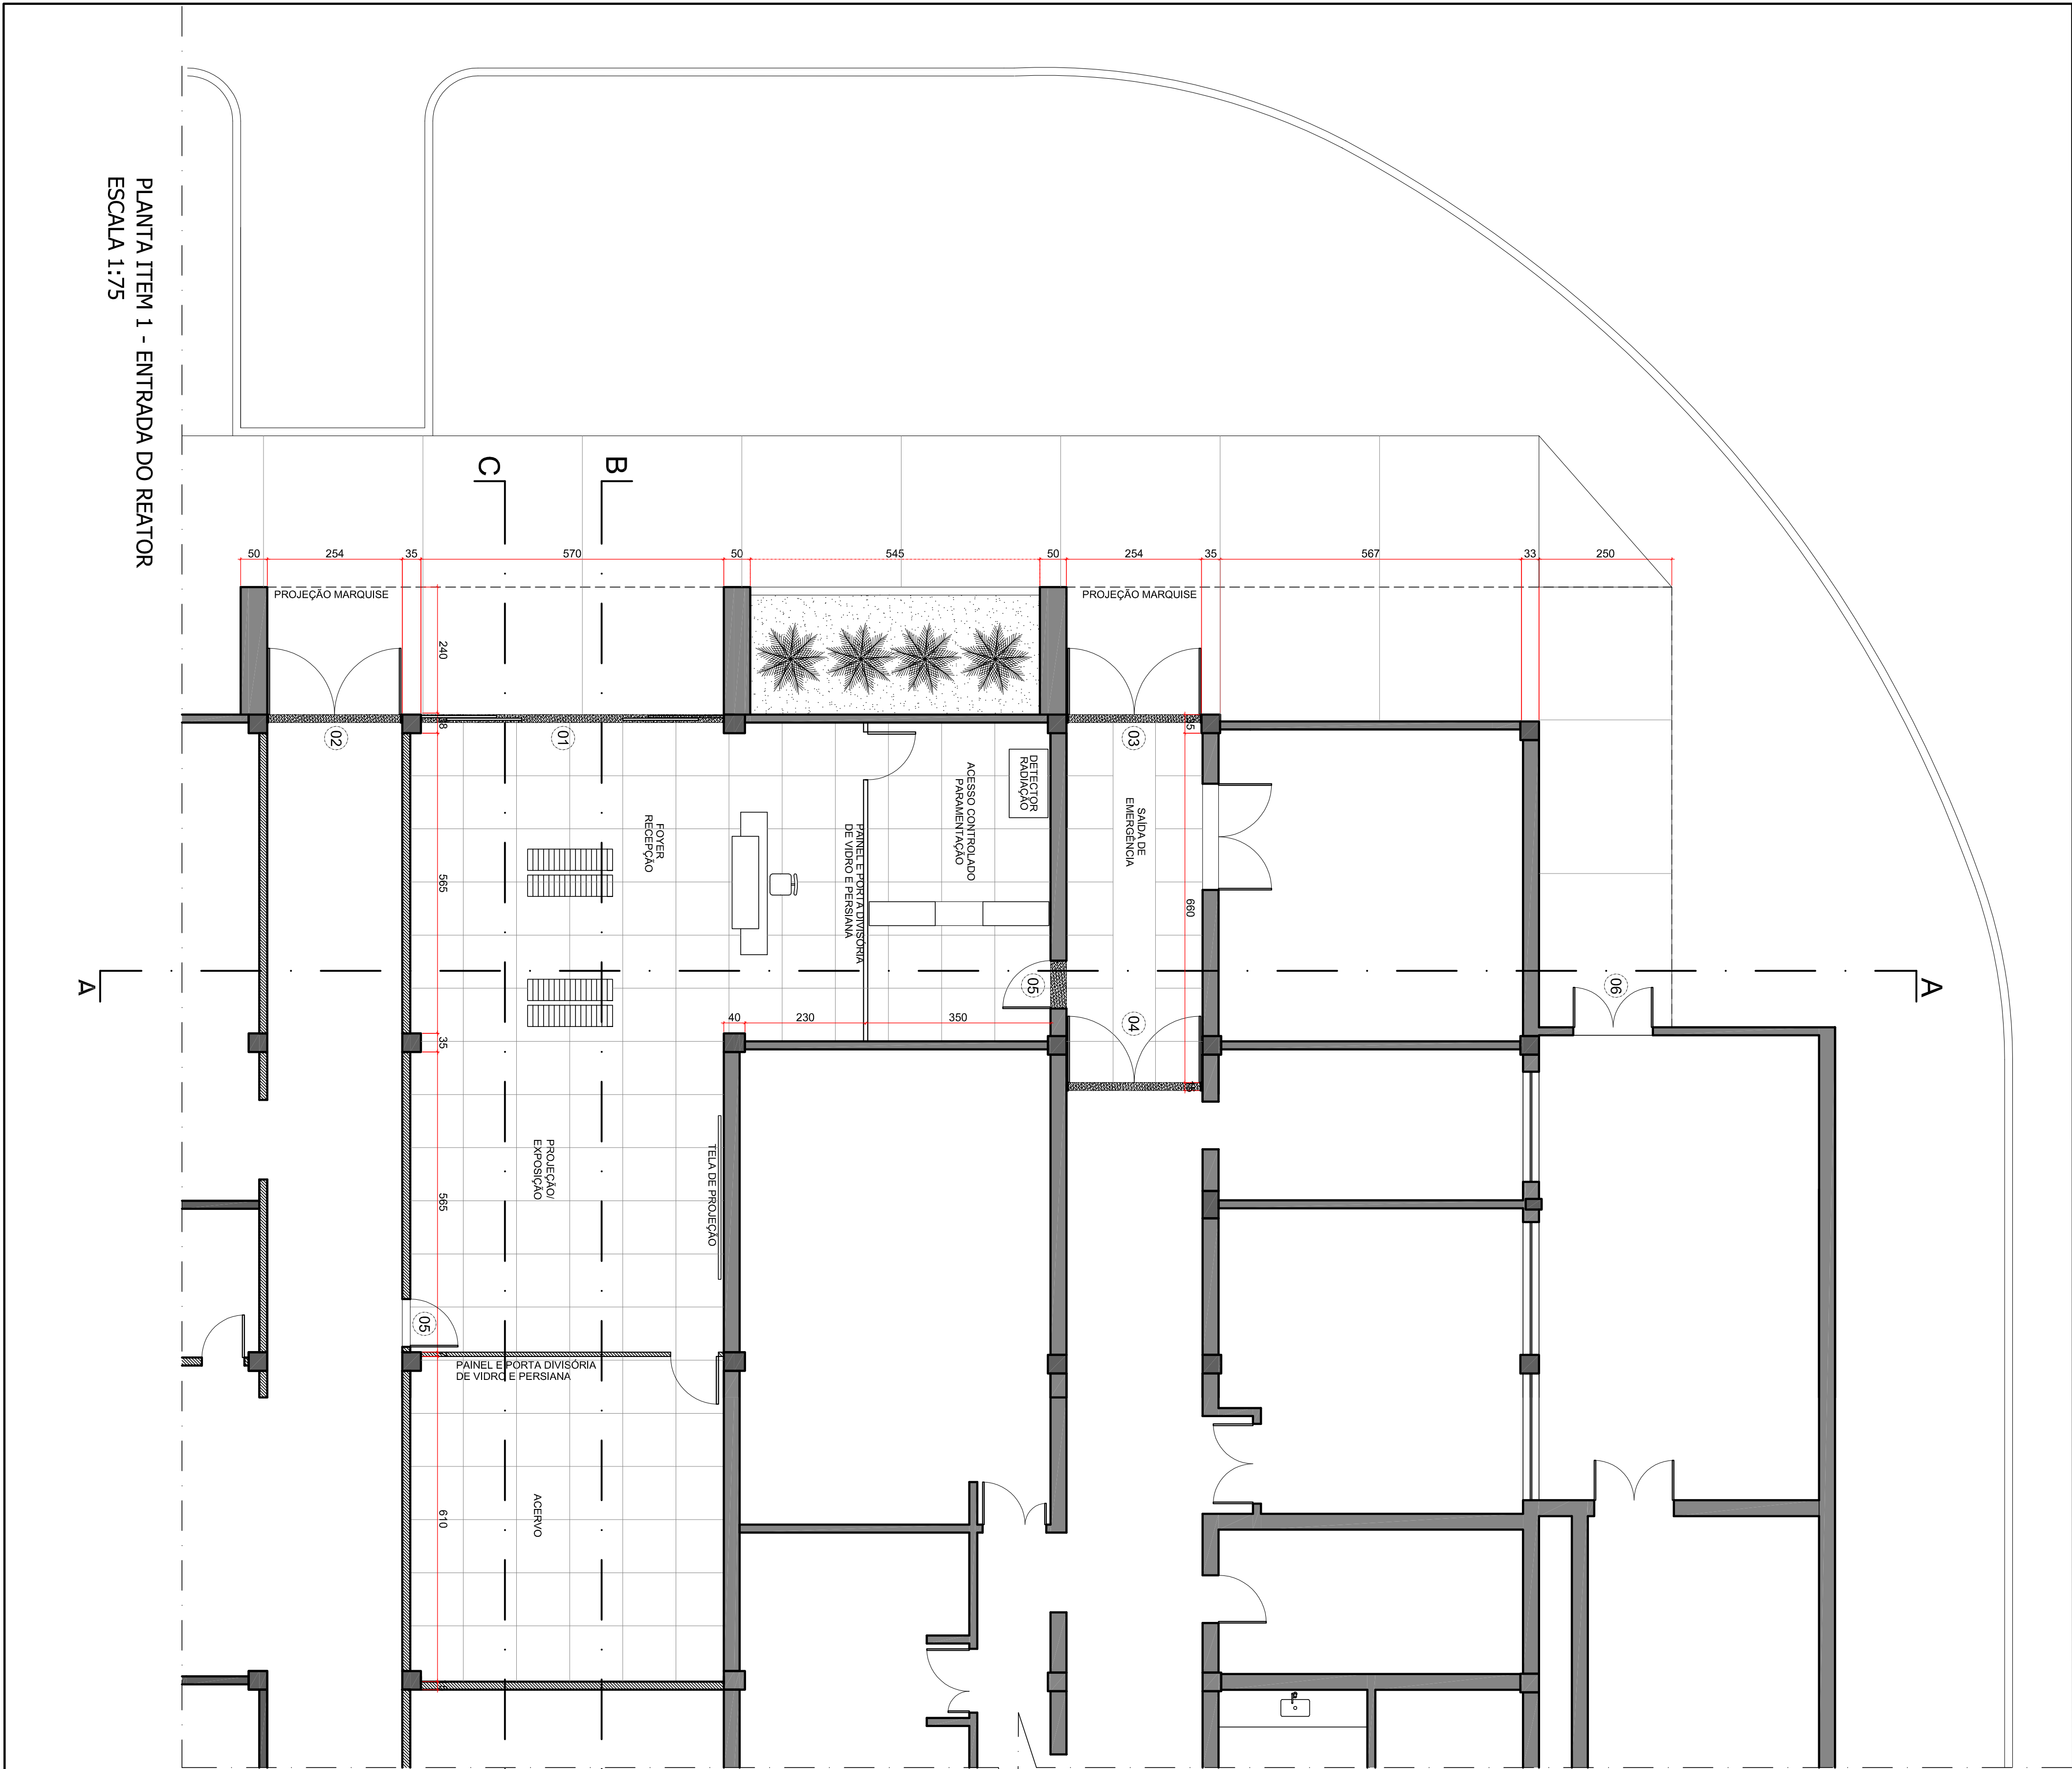 PLANTA ITEM 1 - ENTRADA DO REATOR
ESCALA 1:75
C
B
50
254
35
570
50
545
50
254
35
567
33
250
PROJEÇÃO MARQUISE
PROJEÇÃO MARQUISE
240
38
02
01
03
35
DETECTOR
RADIAÇÃO
ACESSO CONTROLADO
PARAMENTAÇÃO
SAÍDA DE
EMERGÊNCIA
FOYER
RECEPÇÃO
PAINEL E PORTA DIVISÓRIA
DE VIDRO E PERSIANA
565
660
A
A
05
06
40
230
350
04
35
15
PROJEÇÃO/
EXPOSIÇÃO
TELA DE PROJEÇÃO
565
05
PAINEL E PORTA DIVISÓRIA
DE VIDRO E PERSIANA
ACERVO
610